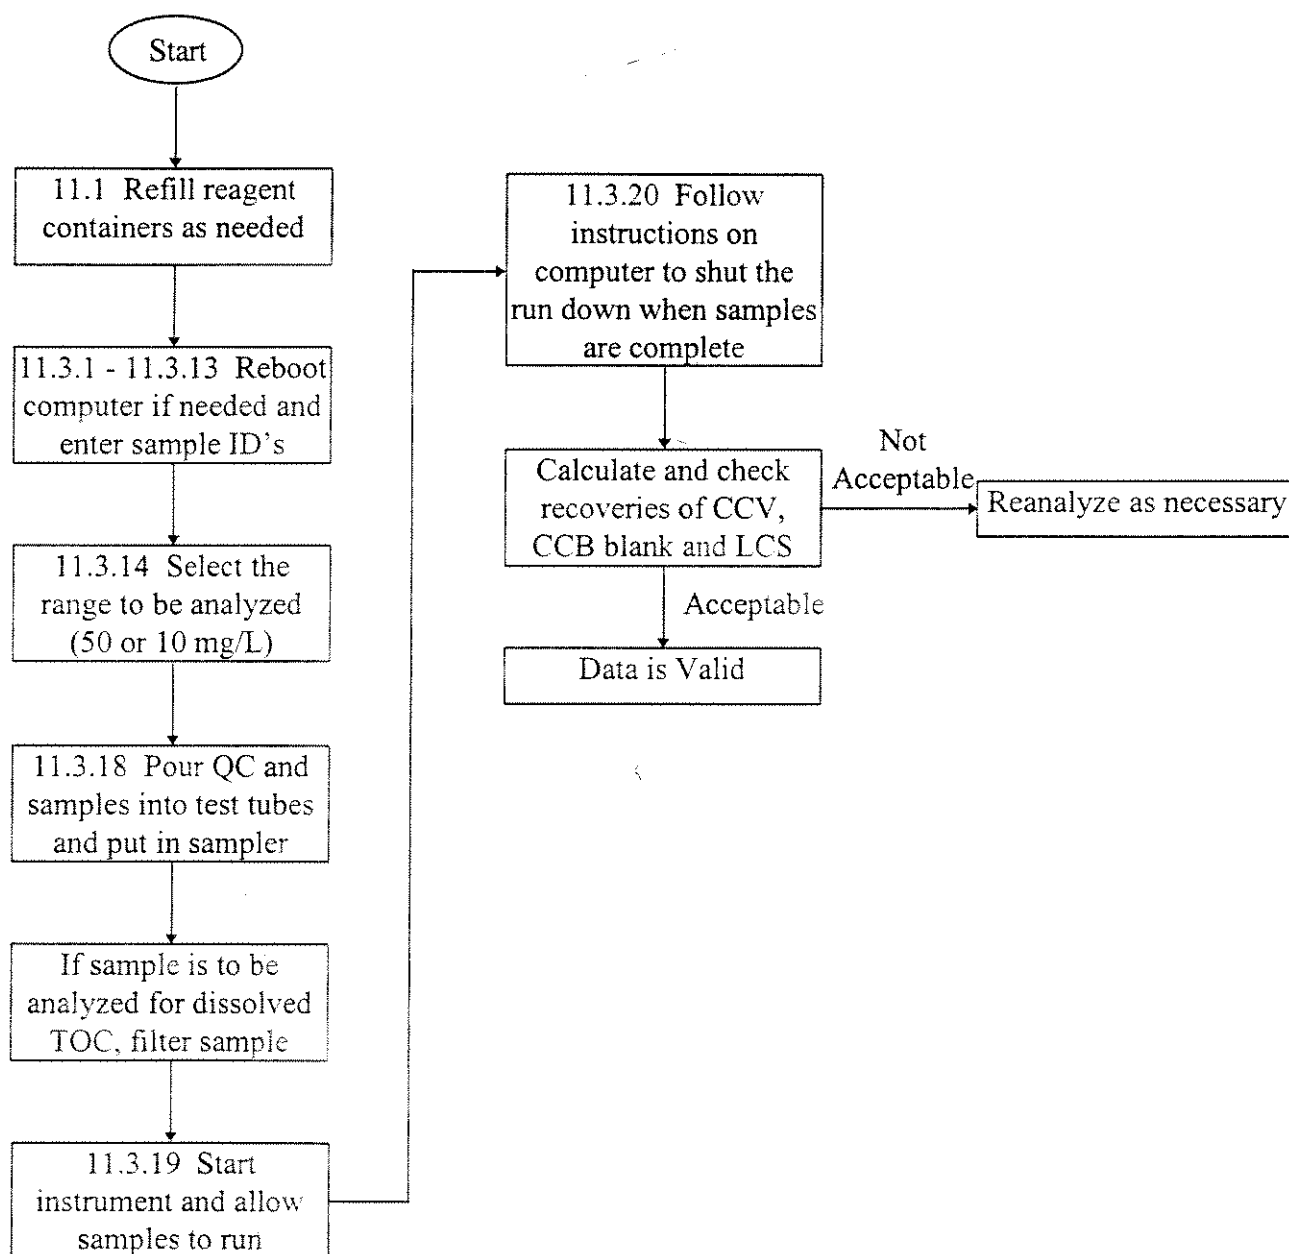 Start
11.1 Refill reagent
containers as needed
11.3.1 - 11.3.13 Reboot
computer if needed and
enter sample ID's
11.3.14 Select the
range to be analyzed
(50 or 10 mg/L)
11.3.18 Pour QC and
samples into test tubes
and put in sampler
If sample is to be
analyzed for dissolved
TOC, filter sample
11.3.19 Start
instrument and allow
samples to run
11.3.20 Follow
instructions on
computer to shut the
run down when samples
are complete
Calculate and check
recoveries of CCV,
CCB blank and LCS
Not
Acceptable
Reanalyze as necessary
Acceptable
Data is Valid